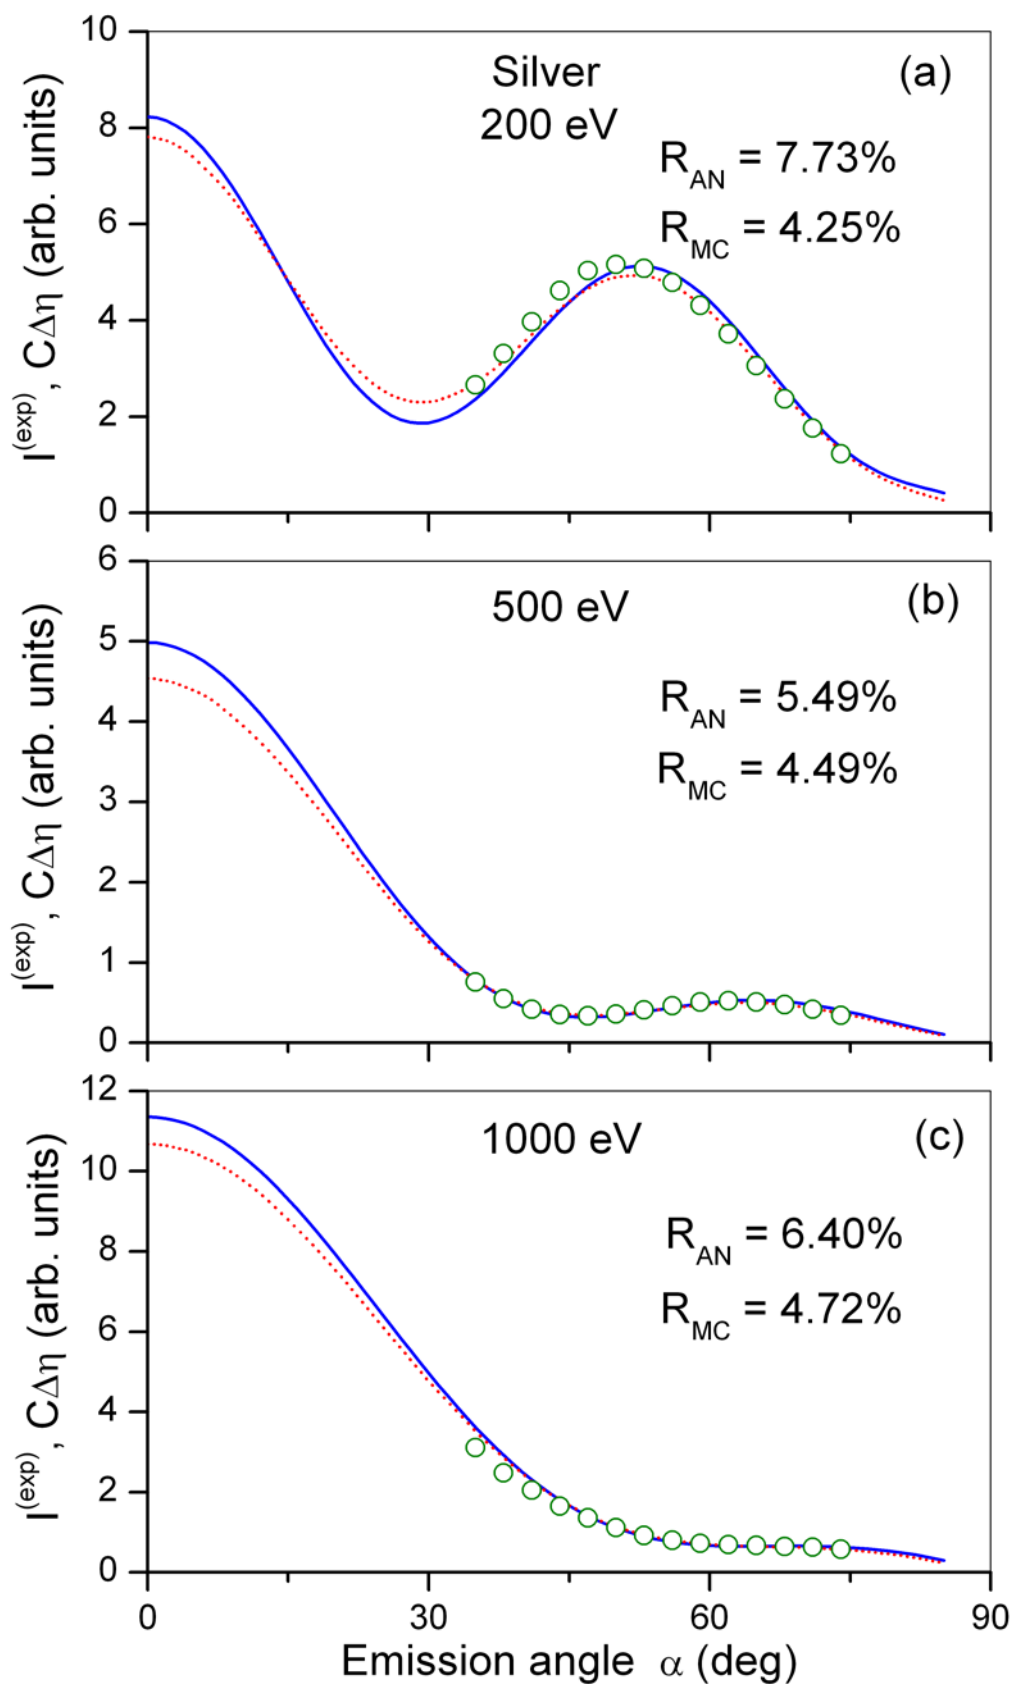 10
8
6
4
2
0
I^(exp), CΔη (arb. units)
Silver
200 eV
(a)
R_AN = 7.73%
R_MC = 4.25%
6
5
4
3
2
1
0
I^(exp), CΔη (arb. units)
500 eV
(b)
R_AN = 5.49%
R_MC = 4.49%
12
10
8
6
4
2
0
I^(exp), CΔη (arb. units)
1000 eV
(c)
R_AN = 6.40%
R_MC = 4.72%
0 30 60 90
Emission angle α (deg)